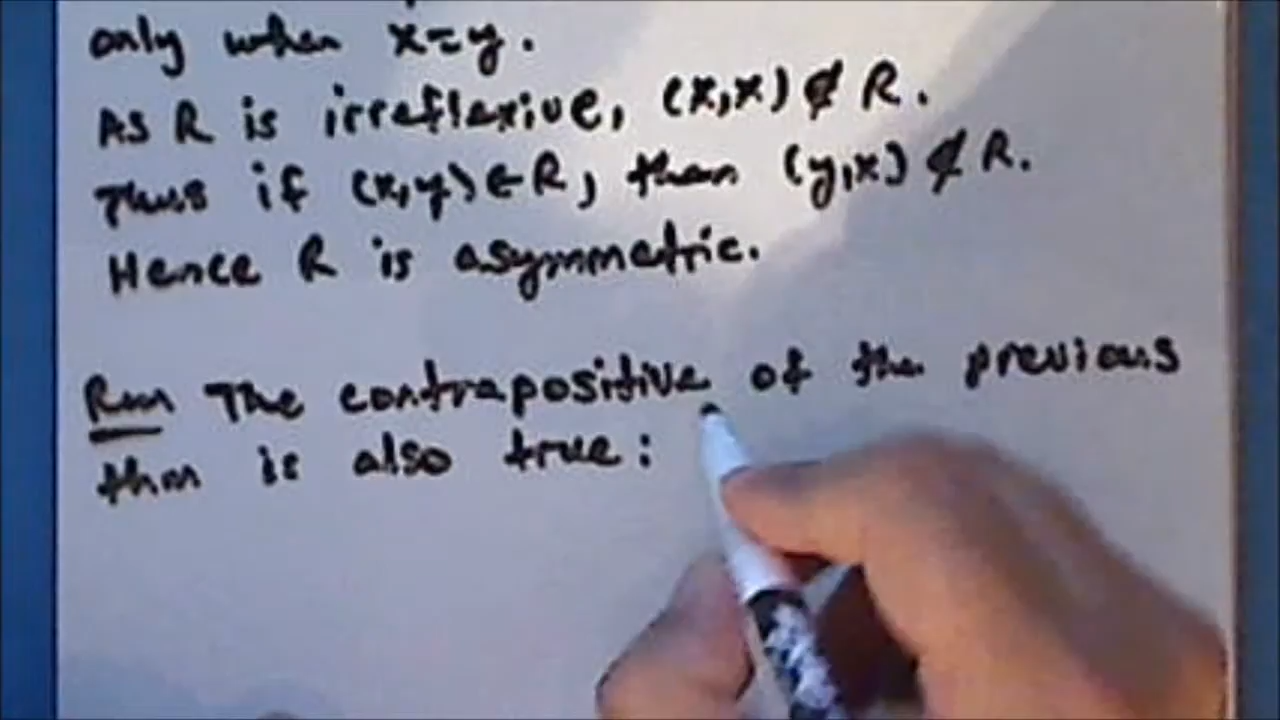 only when x=y.
As R is irreflexive, (x,x) ∉ R.
Thus if (x,y) ∈ R, then (y,x) ∉ R.
Hence R is asymmetric.
Rm The contrapositive of the previous
thm is also true: